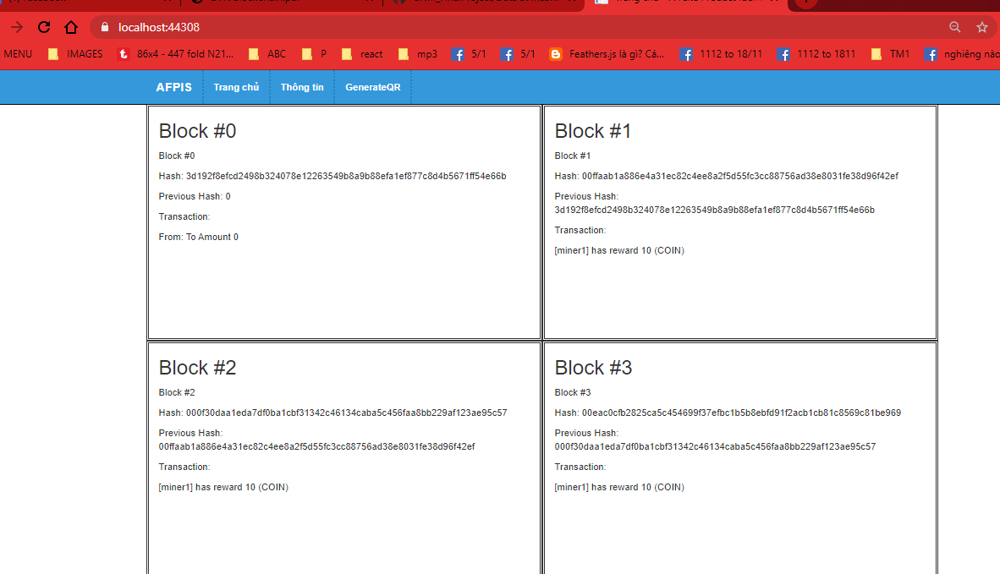 localhost:44308
MENU IMAGES 86x4 - 447 fold N21... ABC P react mp3 5/1 5/1 Feathers.js là gì? Cá... 1112 to 18/11 1112 to 1811 TM1 nghiêng nào
AFPIS Trang chủ Thông tin GenerateQR
Block #0
Block #0
Hash: 3d192f8efcd2498b324078e12263549b8a9b88efa1ef877c8d4b5671ff54e66b
Previous Hash: 0
Transaction:
From: To Amount 0
Block #1
Block #1
Hash: 00ffaab1a886e4a31ec82c4ee8a2f5d55fc3cc88756ad38e8031fe38d96f42ef
Previous Hash:
3d192f8efcd2498b324078e12263549b8a9b88efa1ef877c8d4b5671ff54e66b
Transaction:
[miner1] has reward 10 (COIN)
Block #2
Block #2
Hash: 000f30daa1eda7df0ba1cbf31342c46134caba5c456faa8bb229af123ae95c57
Previous Hash:
00ffaab1a886e4a31ec82c4ee8a2f5d55fc3cc88756ad38e8031fe38d96f42ef
Transaction:
[miner1] has reward 10 (COIN)
Block #3
Block #3
Hash: 00eac0cfb2825ca5c454699f37efbc1b5b8ebfd91f2acb1cb81c8569c81be969
Previous Hash:
000f30daa1eda7df0ba1cbf31342c46134caba5c456faa8bb229af123ae95c57
Transaction:
[miner1] has reward 10 (COIN)